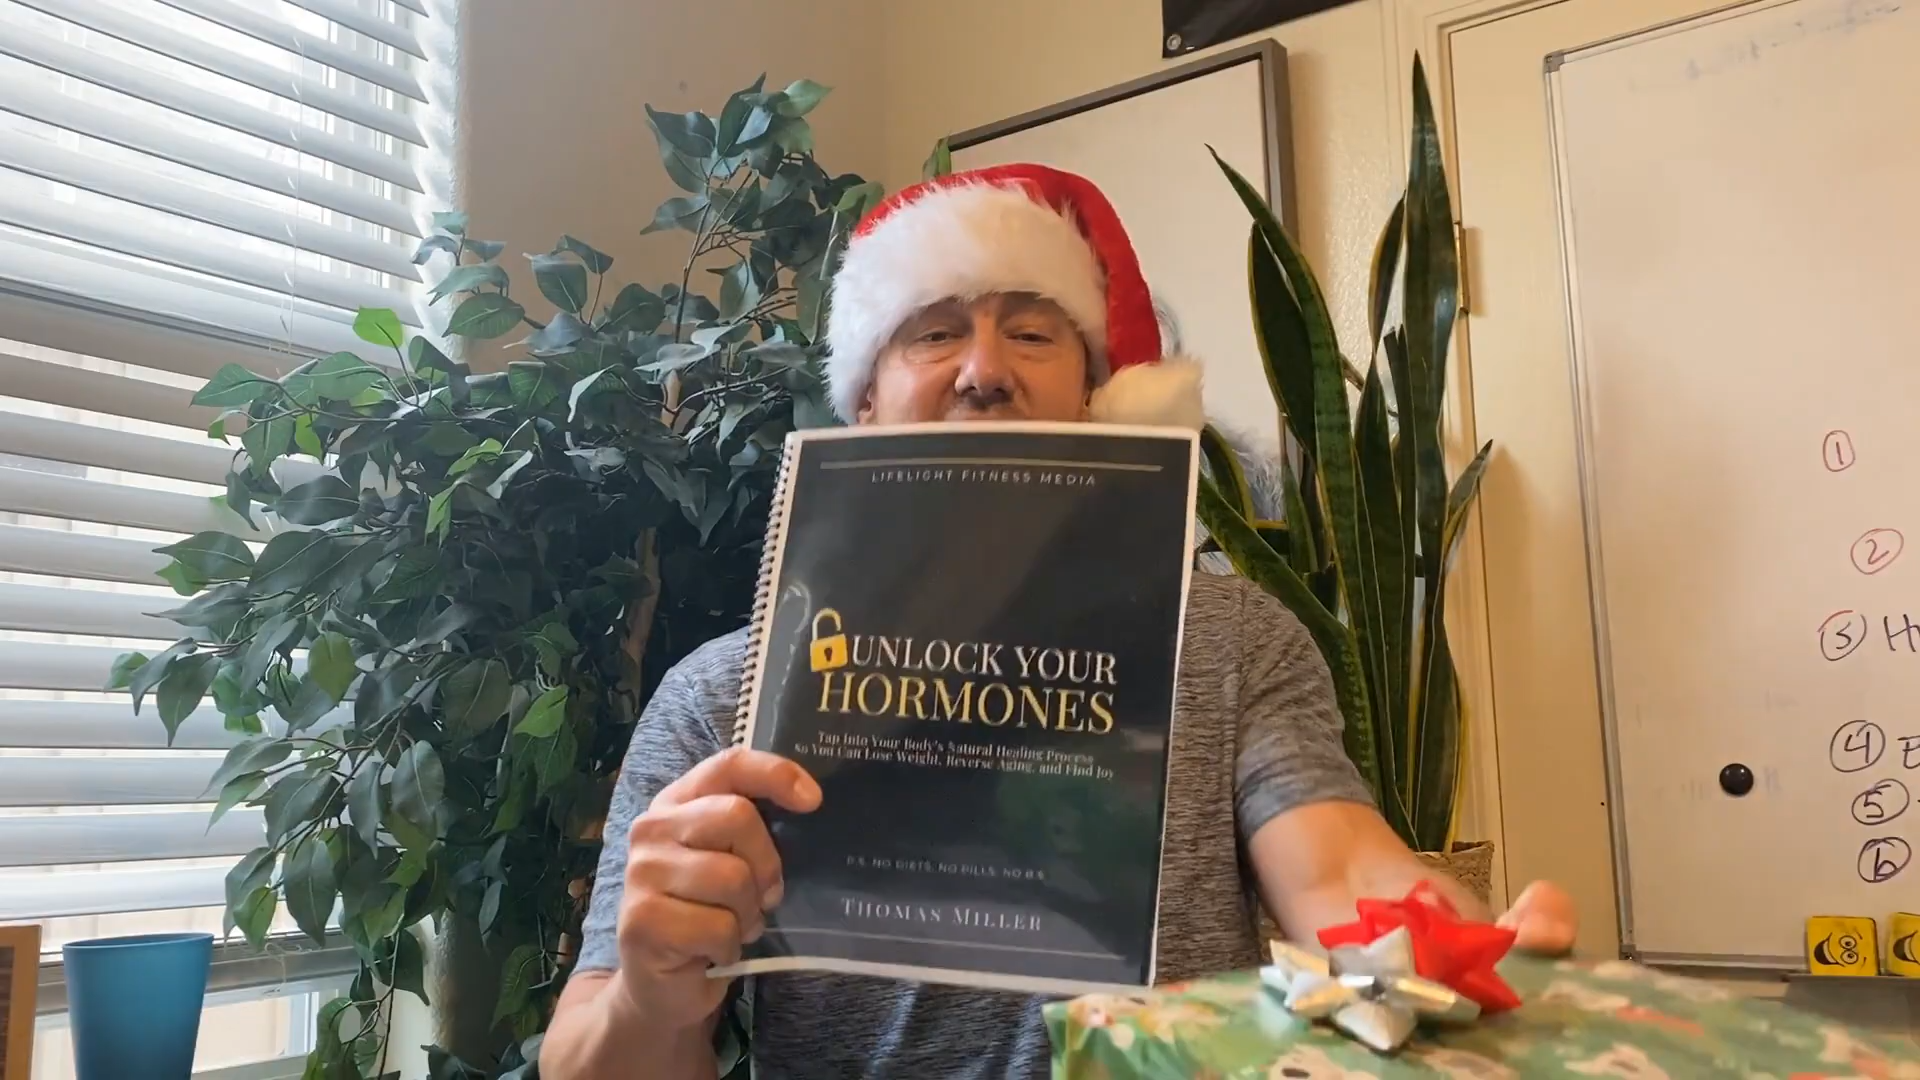 LIFELIGHT FITNESS MEDIA
UNLOCK YOUR
HORMONES
Tap Into Your Body's Natural Healing Process
So You Can Lose Weight, Reverse Aging, and Find Joy
P.S. NO DIETS, NO PILLS, NO B.S.
THOMAS MILLER
1
2
3 H
4 E
5
6